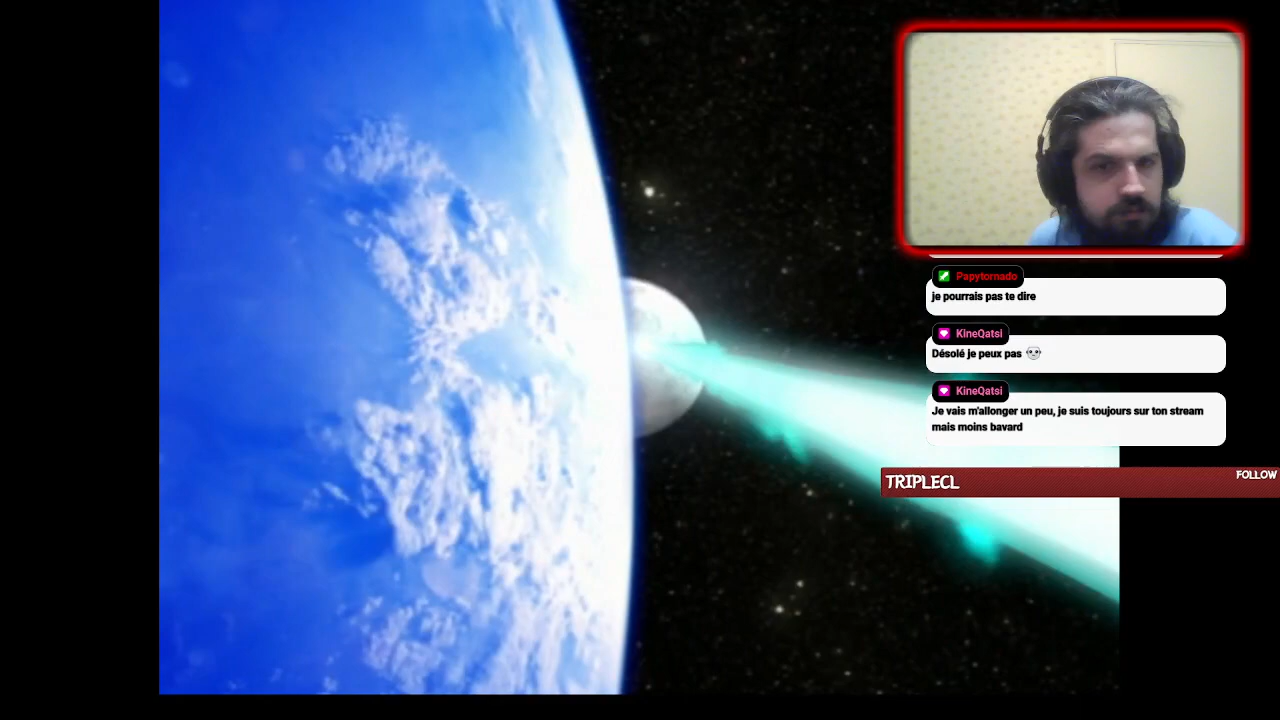 Papytornado
je pourrais pas te dire
KineQatsi
Désolé je peux pas
KineQatsi
Je vais m'allonger un peu, je suis toujours sur ton stream
mais moins bavard
TRIPLECL
FOLLOW